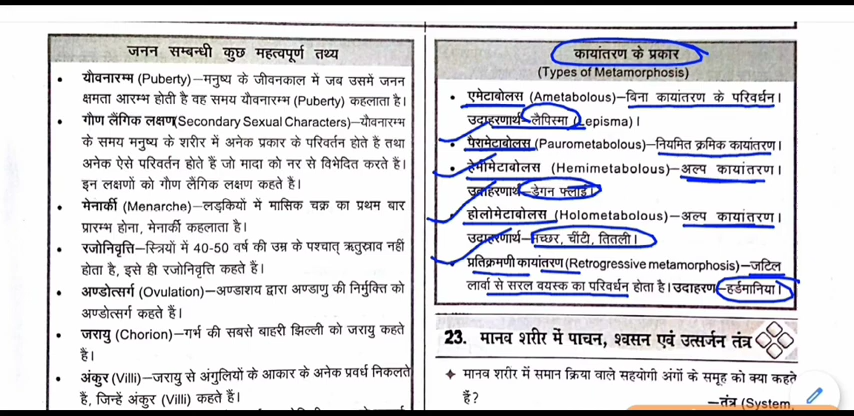 जनन सम्बन्धी कुछ महत्वपूर्ण तथ्य
• यौवनारम्भ (Puberty)—मनुष्य के जीवनकाल में जब उसमें जनन
क्षमता आरम्भ होती है वह समय यौवनारम्भ (Puberty) कहलाता है।
• गौण लैंगिक लक्षण(Secondary Sexual Characters)—यौवनारम्भ
के समय मनुष्य के शरीर में अनेक प्रकार के परिवर्तन होते हैं तथा
अनेक ऐसे परिवर्तन होते हैं जो मादा को नर से विभेदित करते हैं।
इन लक्षणों को गौण लैंगिक लक्षण कहते हैं।
• मेनार्की (Menarche)—लड़कियों में मासिक चक्र का प्रथम बार
प्रारम्भ होना, मेनार्की कहलाता है।
• रजोनिवृत्ति—स्त्रियों में 40-50 वर्ष की उम्र के पश्चात् ऋतुस्राव नहीं
होता है, इसे ही रजोनिवृत्ति कहते हैं।
• अण्डोत्सर्ग (Ovulation)—अण्डाशय द्वारा अण्डाणु की निर्मुक्ति को
अण्डोत्सर्ग कहते हैं।
• जरायु (Chorion)—गर्भ की सबसे बाहरी झिल्ली को जरायु कहते
हैं।
• अंकुर (Villi)—जरायु से अंगुलियों के आकार के अनेक प्रवर्ध निकलते
हैं, जिन्हें अंकुर (Villi) कहते हैं।
कायांतरण के प्रकार
(Types of Metamorphosis)
• एमेटाबोलस (Ametabolous)—बिना कायांतरण के परिवर्धन।
उदाहरणार्थ—लैपिस्मा (Lepisma)।
• पैरामेटाबोलस (Paurometabolous)—नियमित क्रमिक कायांतरण।
• हेमीमेटाबोलस (Hemimetabolous)—अल्प कायांतरण।
उदाहरणार्थ—ड्रेगन फ्लाई।
• होलोमेटाबोलस (Holometabolous)—अल्प कायांतरण।
उदाहरणार्थ—मच्छर, चींटी, तितली।
• प्रतिक्रमणी कायांतरण(Retrogressive metamorphosis)—जटिल
लार्वा से सरल वयस्क का परिवर्धन होता है। उदाहरण—हर्डमानिया।
23. मानव शरीर में पाचन, श्वसन एवं उत्सर्जन तंत्र
✦ मानव शरीर में समान क्रिया वाले सहयोगी अंगों के समूह को क्या कहते
हैं?
—तंत्र (System